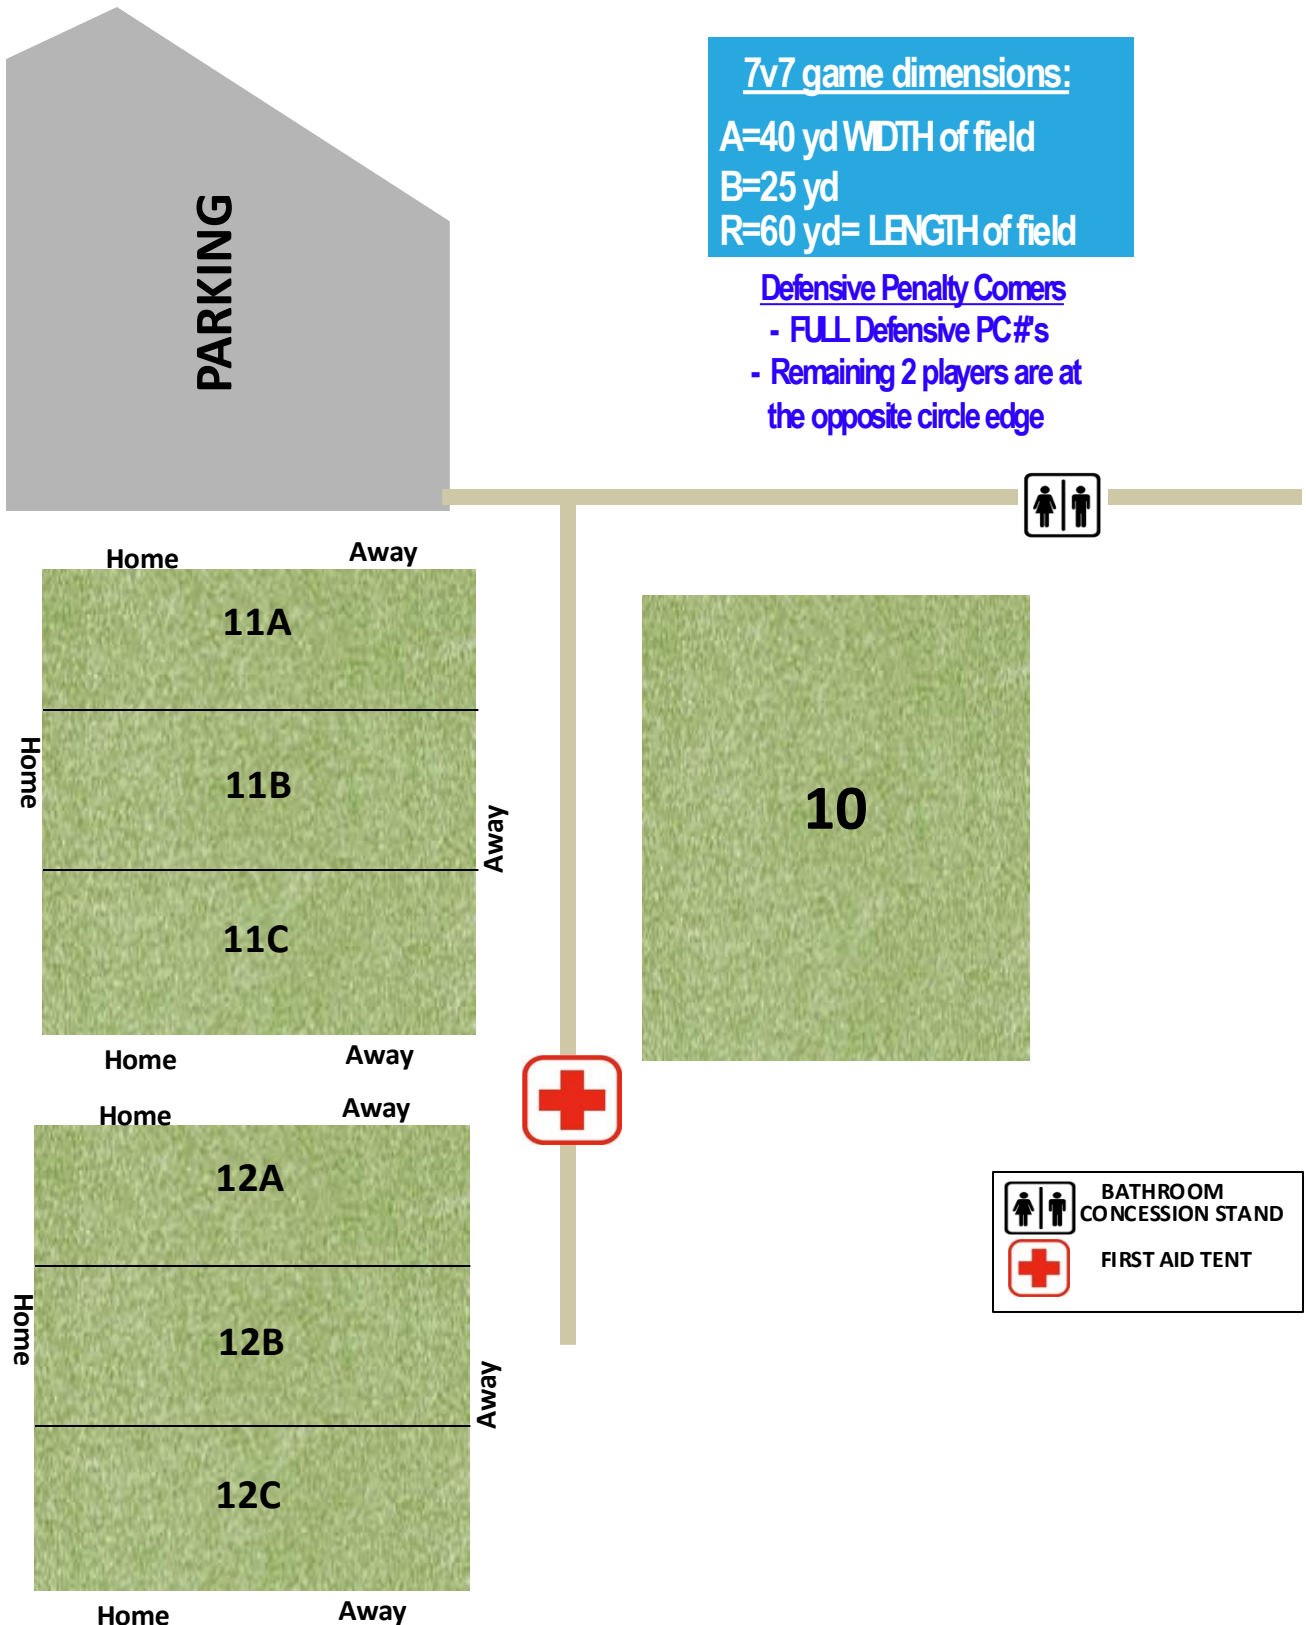 7v7 game dimensions:
A=40 yd WIDTH of field
B=25 yd
R=60 yd= LENGTH of field
Defensive Penalty Corners
- FULL Defensive PC #'s
- Remaining 2 players are at
the opposite circle edge
PARKING
Home Away
11A
Home
11B
Away
11C
Home Away
10
Home Away
12A
Home
12B
Away
12C
Home Away
BATHROOM
CONCESSION STAND
FIRST AID TENT